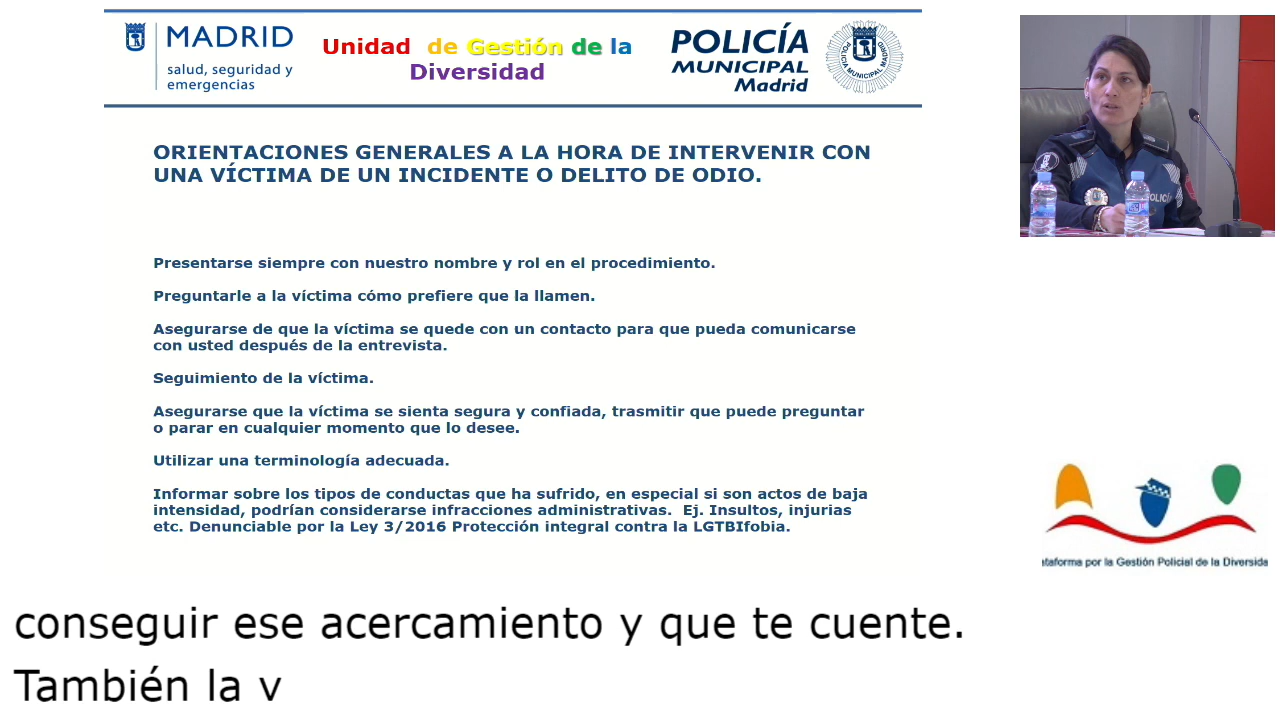 MADRID
salud, seguridad y
emergencias
Unidad de Gestión de la
Diversidad
POLICÍA
MUNICIPAL
Madrid
POLICIA MUNICIPAL MADRID
ORIENTACIONES GENERALES A LA HORA DE INTERVENIR CON
UNA VÍCTIMA DE UN INCIDENTE O DELITO DE ODIO.
Presentarse siempre con nuestro nombre y rol en el procedimiento.
Preguntarle a la víctima cómo prefiere que la llamen.
Asegurarse de que la víctima se quede con un contacto para que pueda comunicarse
con usted después de la entrevista.
Seguimiento de la víctima.
Asegurarse que la víctima se sienta segura y confiada, trasmitir que puede preguntar
o parar en cualquier momento que lo desee.
Utilizar una terminología adecuada.
Informar sobre los tipos de conductas que ha sufrido, en especial si son actos de baja
intensidad, podrían considerarse infracciones administrativas. Ej. Insultos, injurias
etc. Denunciable por la Ley 3/2016 Protección integral contra la LGTBIfobia.
POLICÍA
ataforma por la Gestión Policial de la Diversida
conseguir ese acercamiento y que te cuente.
También la v